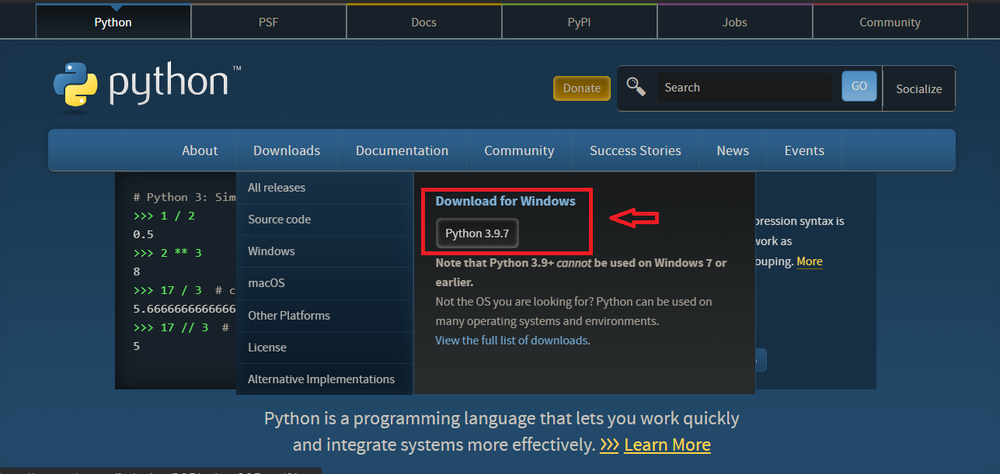 Python
PSF
Docs
PyPI
Jobs
Community
python™
Donate
Search
GO
Socialize
About
Downloads
Documentation
Community
Success Stories
News
Events
# Python 3: Sim
>>> 1 / 2
0.5
>>> 2 ** 3
8
>>> 17 / 3 # c
5.6666666666666
>>> 17 // 3 #
5
All releases
Source code
Windows
macOS
Other Platforms
License
Alternative Implementations
Download for Windows
Python 3.9.7
Note that Python 3.9+ cannot be used on Windows 7 or
earlier.
Not the OS you are looking for? Python can be used on
many operating systems and environments.
View the full list of downloads.
pression syntax is
work as
ouping. More
Python is a programming language that lets you work quickly
and integrate systems more effectively. >>> Learn More